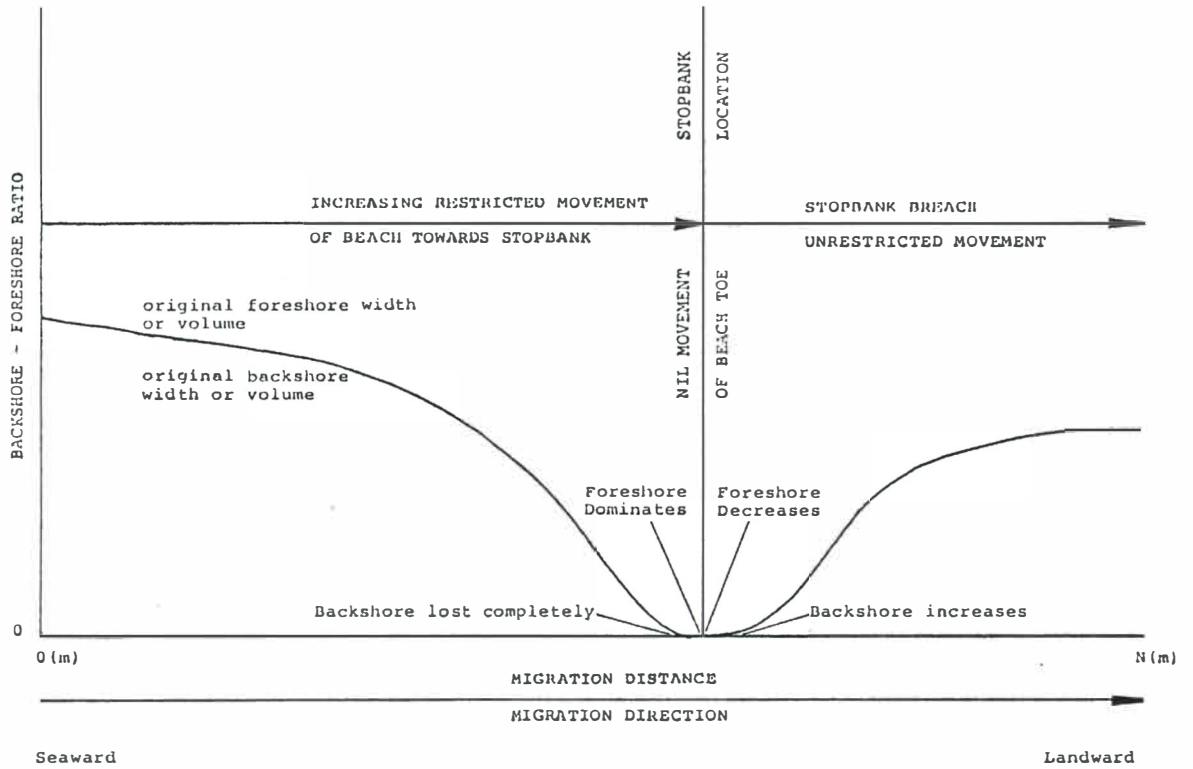 BACKSHORE - FORESHORE RATIO
STOPBANK
LOCATION
INCREASING RESTRICTED MOVEMENT
OF BEACH TOWARDS STOPBANK
STOPBANK BREACH
UNRESTRICTED MOVEMENT
NIL MOVEMENT
OF BEACH TOE
original foreshore width
or volume
original backshore
width or volume
Foreshore
Dominates
Foreshore
Decreases
Backshore lost completely
Backshore increases
0
0(m)
N(m)
MIGRATION DISTANCE
MIGRATION DIRECTION
Seaward
Landward